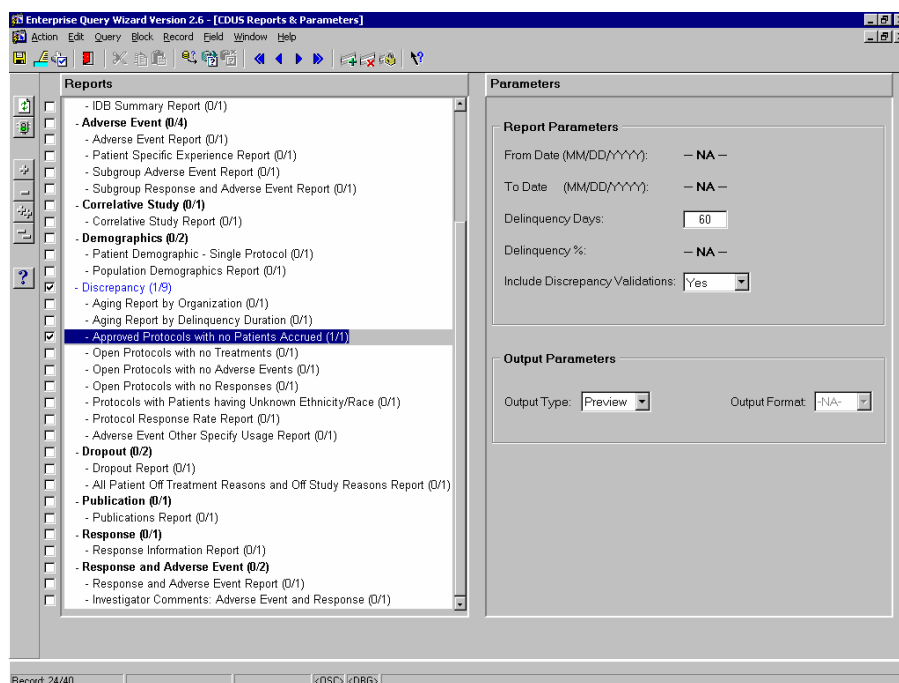 Enterprise Query Wizard Version 2.6 - [CDUS Reports & Parameters]
Action Edit Query Block Record Field Window Help
Reports
- IDB Summary Report (0/1)
- Adverse Event (0/4)
- Adverse Event Report (0/1)
- Patient Specific Experience Report (0/1)
- Subgroup Adverse Event Report (0/1)
- Subgroup Response and Adverse Event Report (0/1)
- Correlative Study (0/1)
- Correlative Study Report (0/1)
- Demographics (0/2)
- Patient Demographic - Single Protocol (0/1)
- Population Demographics Report (0/1)
- Discrepancy (1/9)
- Aging Report by Organization (0/1)
- Aging Report by Delinquency Duration (0/1)
- Approved Protocols with no Patients Accrued (1/1)
- Open Protocols with no Treatments (0/1)
- Open Protocols with no Adverse Events (0/1)
- Open Protocols with no Responses (0/1)
- Protocols with Patients having Unknown Ethnicity/Race (0/1)
- Protocol Response Rate Report (0/1)
- Adverse Event Other Specify Usage Report (0/1)
- Dropout (0/2)
- Dropout Report (0/1)
- All Patient Off Treatment Reasons and Off Study Reasons Report (0/1)
- Publication (0/1)
- Publications Report (0/1)
- Response (0/1)
- Response Information Report (0/1)
- Response and Adverse Event (0/2)
- Response and Adverse Event Report (0/1)
- Investigator Comments: Adverse Event and Response (0/1)
Parameters
Report Parameters
From Date (MM/DD/YYYY): -- NA --
To Date (MM/DD/YYYY): -- NA --
Delinquency Days: 60
Delinquency %: -- NA --
Include Discrepancy Validations: Yes
Output Parameters
Output Type: Preview Output Format: -NA-
Record: 24/40 <OSC> <DBG>